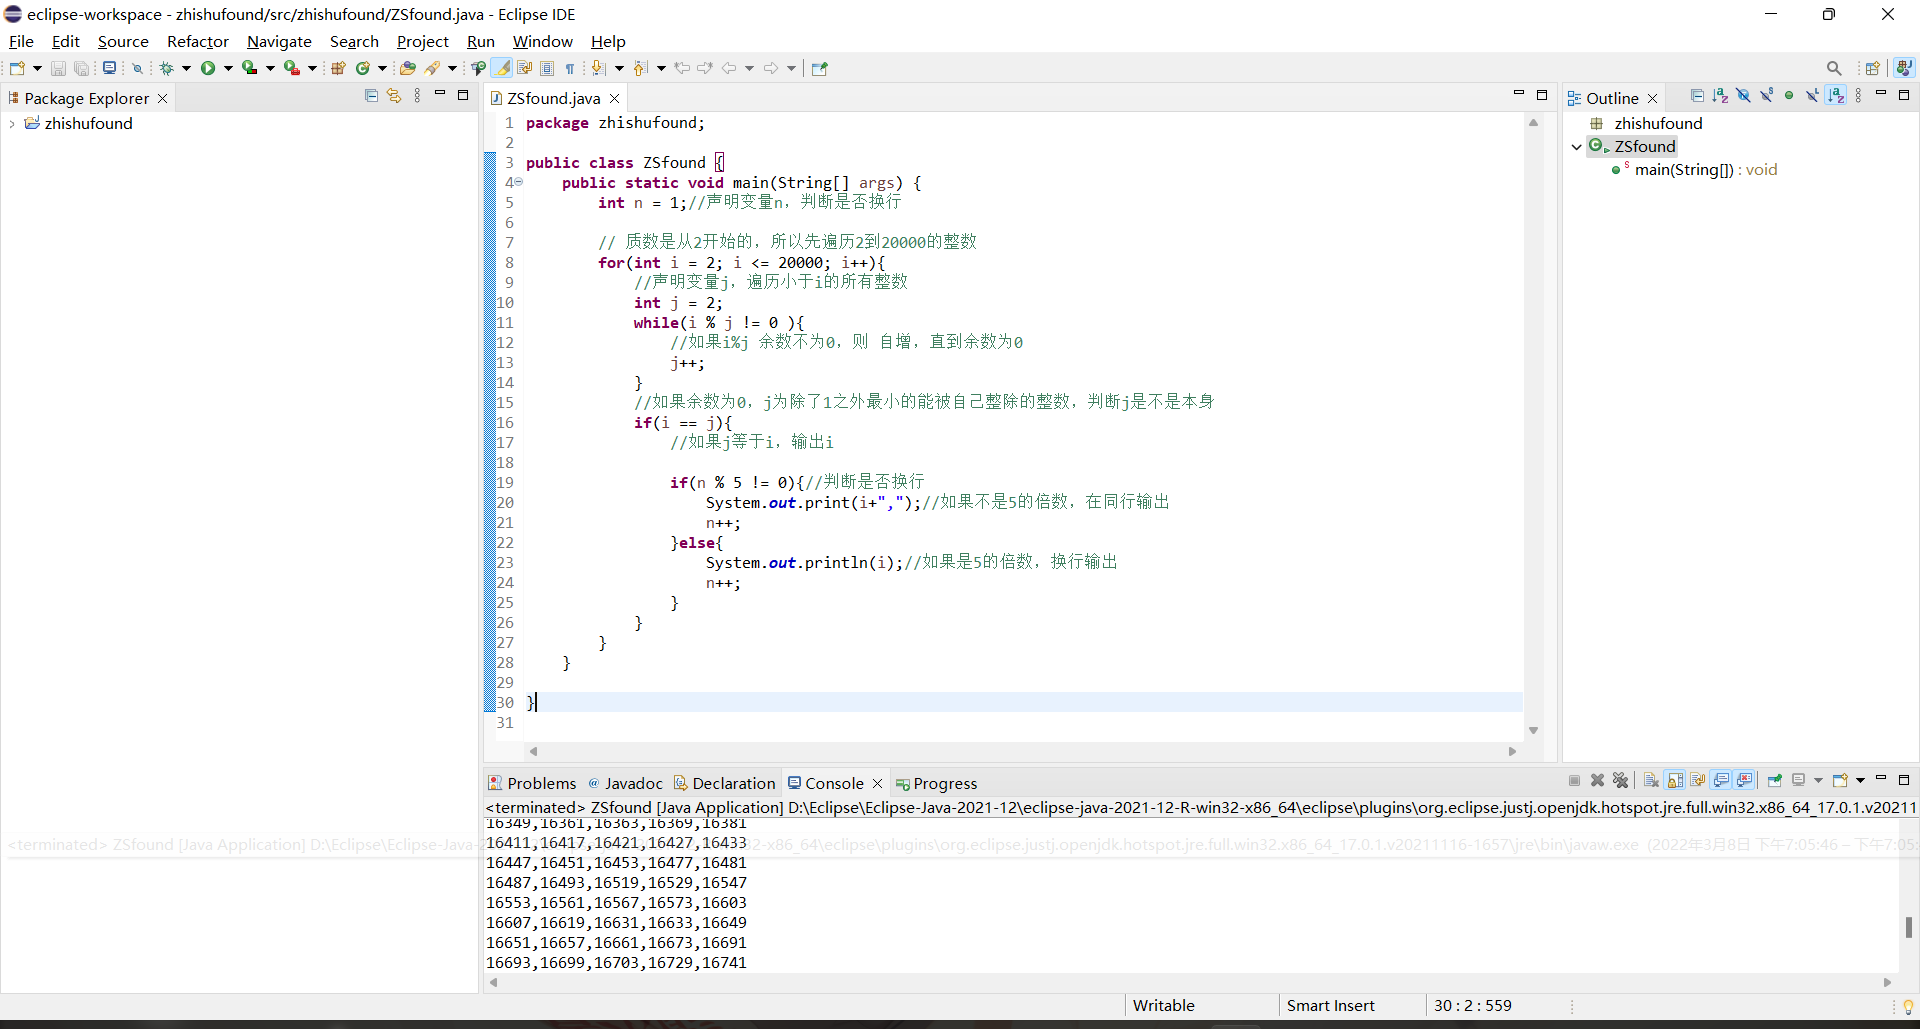 eclipse-workspace - zhishufound/src/zhishufound/ZSfound.java - Eclipse IDE
File Edit Source Refactor Navigate Search Project Run Window Help
Package Explorer
zhishufound
ZSfound.java
1 package zhishufound;
2
3 public class ZSfound {
4 public static void main(String[] args) {
5 int n = 1;//声明变量n，判断是否换行
6
7 // 质数是从2开始的，所以先遍历2到20000的整数
8 for(int i = 2; i <= 20000; i++){
9 //声明变量j，遍历小于i的所有整数
10 int j = 2;
11 while(i % j != 0 ){
12 //如果i%j 余数不为0，则 自增，直到余数为0
13 j++;
14 }
15 //如果余数为0，j为除了1之外最小的能被自己整除的整数，判断j是不是本身
16 if(i == j){
17 //如果j等于i，输出i
18
19 if(n % 5 != 0){//判断是否换行
20 System.out.print(i+",");//如果不是5的倍数，在同行输出
21 n++;
22 }else{
23 System.out.println(i);//如果是5的倍数，换行输出
24 n++;
25 }
26 }
27 }
28 }
29
30 }
31
Outline
zhishufound
ZSfound
main(String[]) : void
Problems Javadoc Declaration Console Progress
<terminated> ZSfound [Java Application] D:\Eclipse\Eclipse-Java-2021-12\eclipse-java-2021-12-R-win32-x86_64\eclipse\plugins\org.eclipse.justj.openjdk.hotspot.jre.full.win32.x86_64_17.0.1.v20211
16349,16361,16363,16369,16381
<terminated> ZSfound [Java Application] D:\Eclipse\Eclipse-Java-2 32-x86_64\eclipse\plugins\org.eclipse.justj.openjdk.hotspot.jre.full.win32.x86_64_17.0.1.v20211116-1657\jre\bin\javaw.exe (2022年3月8日 下午7:05:46 – 下午7:05:
16411,16417,16421,16427,16433
16447,16451,16453,16477,16481
16487,16493,16519,16529,16547
16553,16561,16567,16573,16603
16607,16619,16631,16633,16649
16651,16657,16661,16673,16691
16693,16699,16703,16729,16741
Writable Smart Insert 30 : 2 : 559